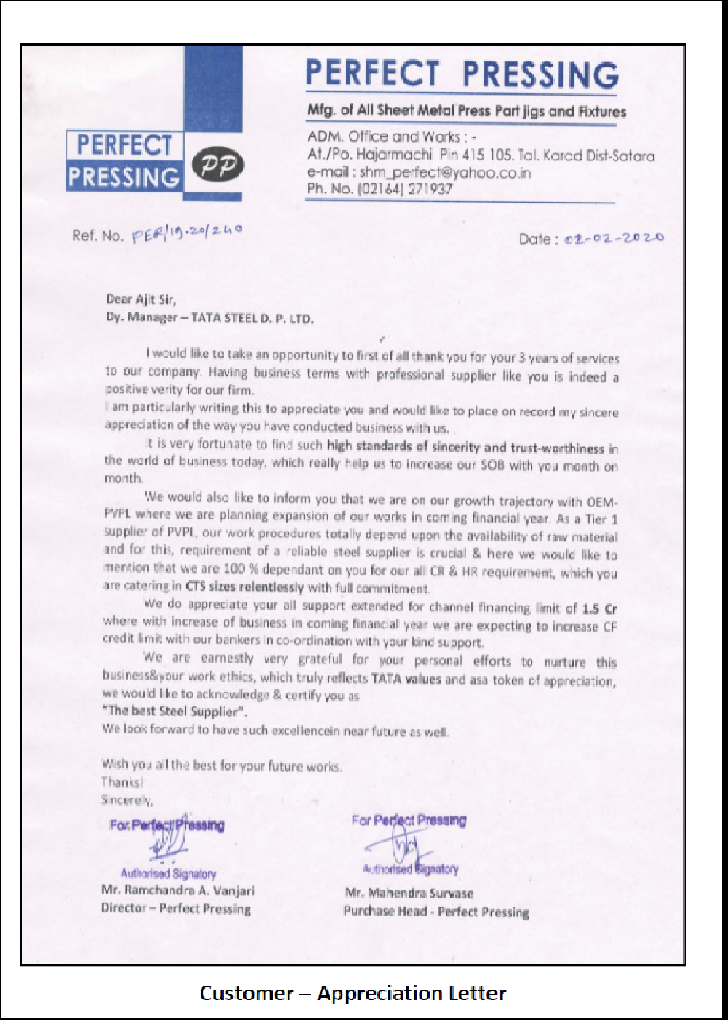 PERFECT PRESSING
Mfg. of All Sheet Metal Press Part jigs and Fixtures
ADM. Office and Works : -
At./Po. Hajarmachi Pin 415 105. Tal. Karad Dist-Satara
e-mail : shm_perfect@yahoo.co.in
Ph. No. (02164) 271937
PERFECT
PRESSING
PP
Ref. No. PER/19-20/240
Date : 02-02-2020
Dear Ajit Sir,
Dy. Manager – TATA STEEL D. P. LTD.
I would like to take an opportunity to first of all thank you for your 3 years of services
to our company. Having business terms with professional supplier like you is indeed a
positive verity for our firm.
I am particularly writing this to appreciate you and would like to place on record my sincere
appreciation of the way you have conducted business with us.
It is very fortunate to find such high standards of sincerity and trust-worthiness in
the world of business today, which really help us to increase our SOB with you month on
month.
We would also like to inform you that we are on our growth trajectory with OEM-
PVPL where we are planning expansion of our works in coming financial year. As a Tier 1
supplier of PVPL, our work procedures totally depend upon the availability of raw material
and for this, requirement of a reliable steel supplier is crucial & here we would like to
mention that we are 100 % dependant on you for our all CR & HR requirement, which you
are catering in CTS sizes relentlessly with full commitment.
We do appreciate your all support extended for channel financing limit of 1.5 Cr
where with increase of business in coming financial year we are expecting to increase CF
credit limit with our bankers in co-ordination with your kind support.
We are earnestly very grateful for your personal efforts to nurture this
business&your work ethics, which truly reflects TATA values and asa token of appreciation,
we would like to acknowledge & certify you as
"The best Steel Supplier".
We look forward to have such excellencein near future as well.
Wish you all the best for your future works.
Thanks!
Sincerely,
For Perfect Pressing
Authorised Signatory
Mr. Ramchandra A. Vanjari
Director – Perfect Pressing
For Perfect Pressing
Authorised Signatory
Mr. Mahendra Survase
Purchase Head - Perfect Pressing
Customer – Appreciation Letter